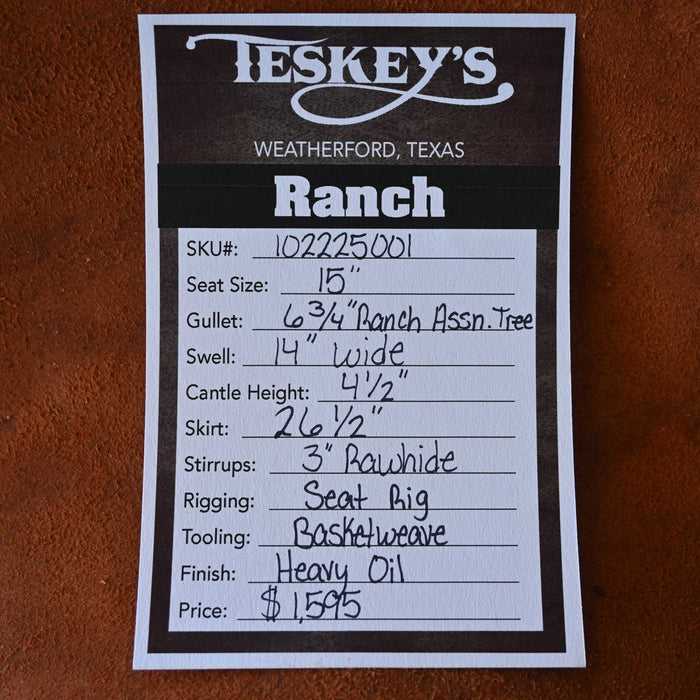 TESKEY'S
WEATHERFORD, TEXAS
Ranch
SKU#: 102225001
Seat Size: 15"
Gullet: 6 3/4" Ranch Assn. Tree
Swell: 14" wide
Cantle Height: 4 1/2"
Skirt: 26 1/2"
Stirrups: 3" Rawhide
Rigging: Seat Rig
Tooling: Basketweave
Finish: Heavy Oil
Price: $1,595